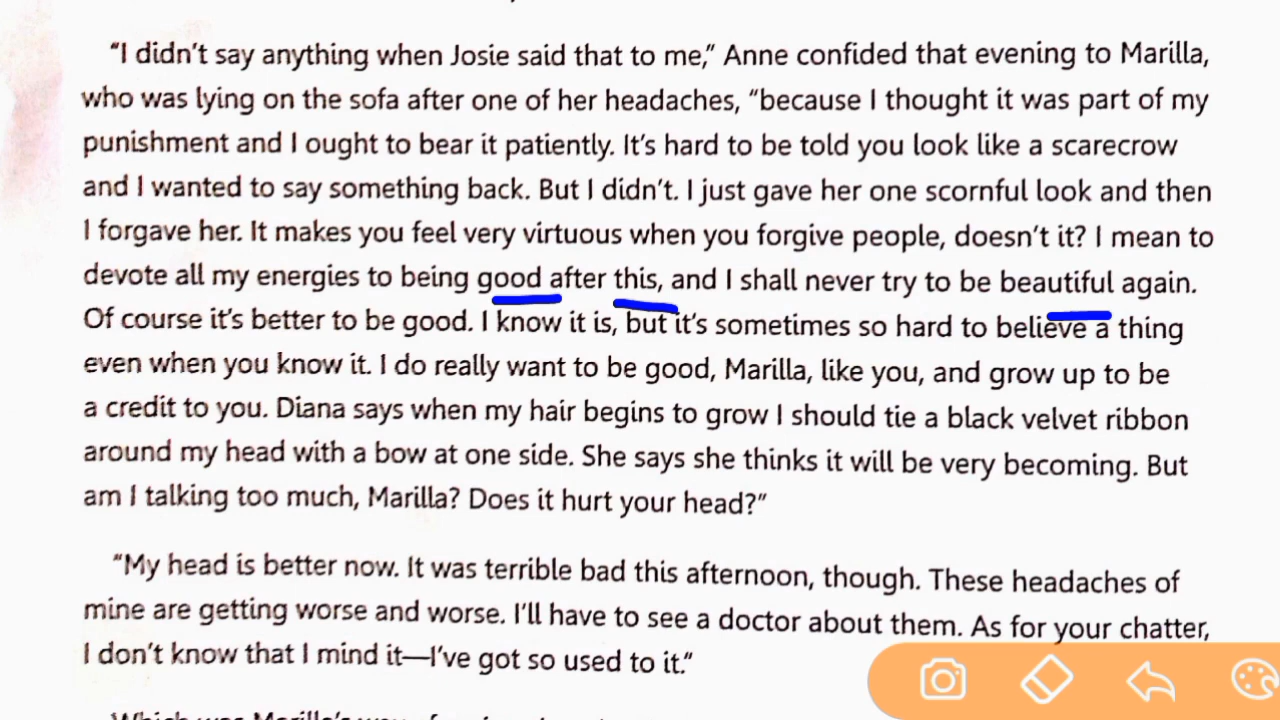 “I didn’t say anything when Josie said that to me,” Anne confided that evening to Marilla,
who was lying on the sofa after one of her headaches, “because I thought it was part of my
punishment and I ought to bear it patiently. It’s hard to be told you look like a scarecrow
and I wanted to say something back. But I didn’t. I just gave her one scornful look and then
I forgave her. It makes you feel very virtuous when you forgive people, doesn’t it? I mean to
devote all my energies to being good after this, and I shall never try to be beautiful again.
Of course it’s better to be good. I know it is, but it’s sometimes so hard to believe a thing
even when you know it. I do really want to be good, Marilla, like you, and grow up to be
a credit to you. Diana says when my hair begins to grow I should tie a black velvet ribbon
around my head with a bow at one side. She says she thinks it will be very becoming. But
am I talking too much, Marilla? Does it hurt your head?”
“My head is better now. It was terrible bad this afternoon, though. These headaches of
mine are getting worse and worse. I’ll have to see a doctor about them. As for your chatter,
I don’t know that I mind it—I’ve got so used to it.”